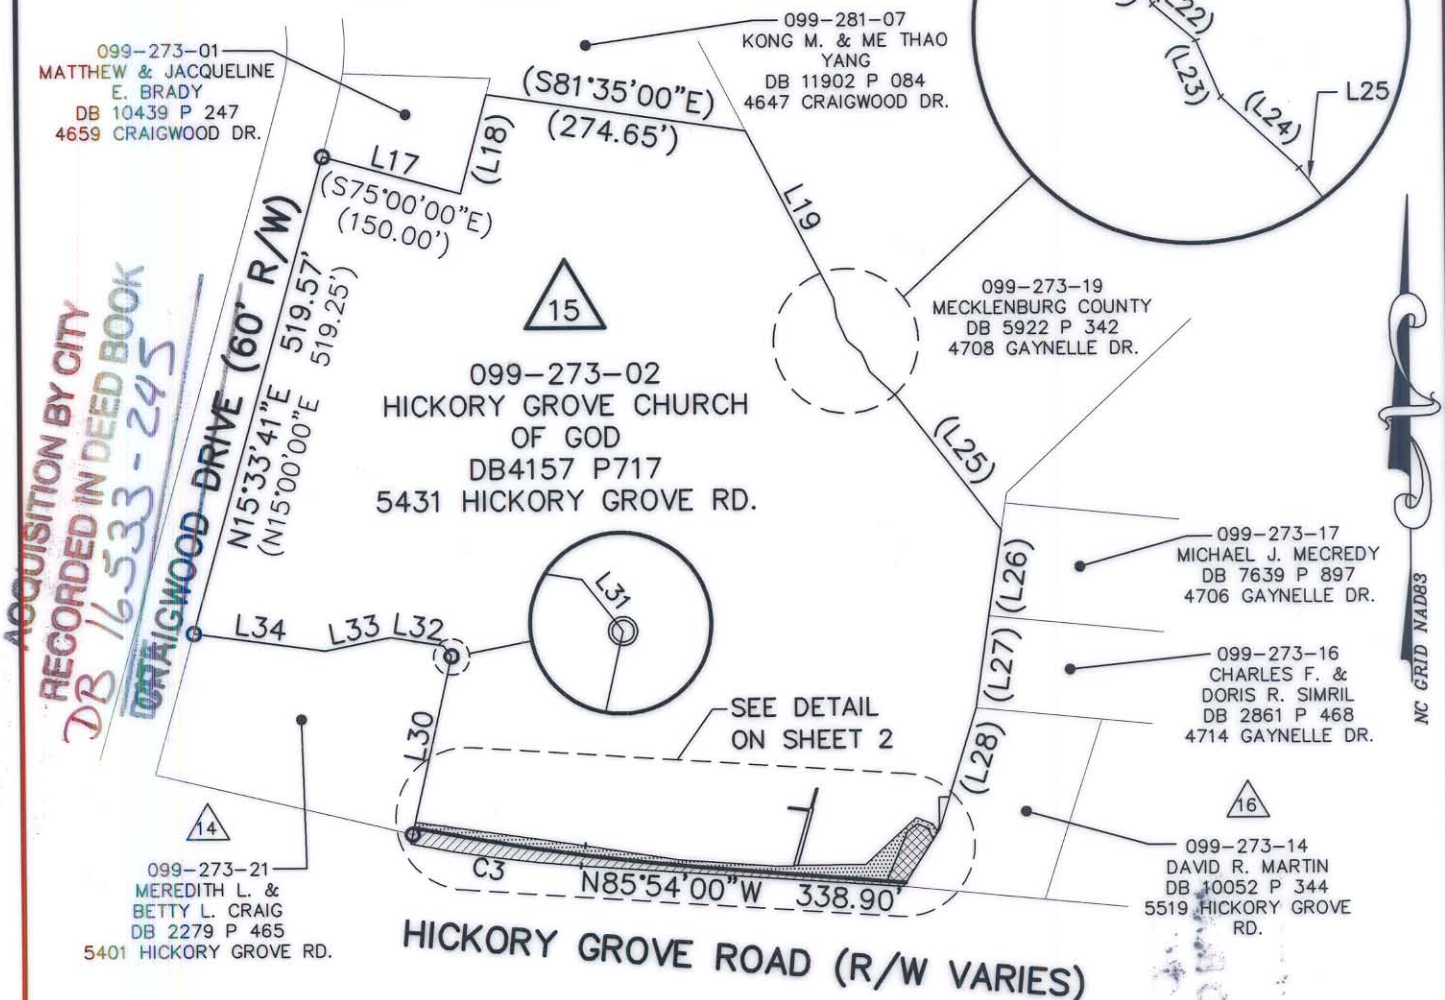 099-273-01
MATTHEW & JACQUELINE
E. BRADY
DB 10439 P 247
4659 CRAIGWOOD DR.
099-281-07
KONG M. & ME THAO
YANG
DB 11902 P 084
4647 CRAIGWOOD DR.
(S81°35'00"E)
(274.65')
L22)
(L23)
(L24)
L25
L17
(L18)
(S75°00'00"E)
(150.00')
L19
CRAIGWOOD DRIVE (60' R/W)
N15°33'41"E 519.57'
(N15°00'00"E 519.25')
ACQUISITION BY CITY
RECORDED IN DEED BOOK
DB 16533-245
DATE
15
099-273-02
HICKORY GROVE CHURCH
OF GOD
DB4157 P717
5431 HICKORY GROVE RD.
099-273-19
MECKLENBURG COUNTY
DB 5922 P 342
4708 GAYNELLE DR.
(L25)
(L26)
(L27)
(L28)
099-273-17
MICHAEL J. MECREDY
DB 7639 P 897
4706 GAYNELLE DR.
099-273-16
CHARLES F. &
DORIS R. SIMRIL
DB 2861 P 468
4714 GAYNELLE DR.
NC GRID NAD83
L31
L34
L33
L32
L30
SEE DETAIL
ON SHEET 2
14
099-273-21
MEREDITH L. &
BETTY L. CRAIG
DB 2279 P 465
5401 HICKORY GROVE RD.
16
099-273-14
DAVID R. MARTIN
DB 10052 P 344
5519 HICKORY GROVE
RD.
C3
N85°54'00"W 338.90'
HICKORY GROVE ROAD (R/W VARIES)